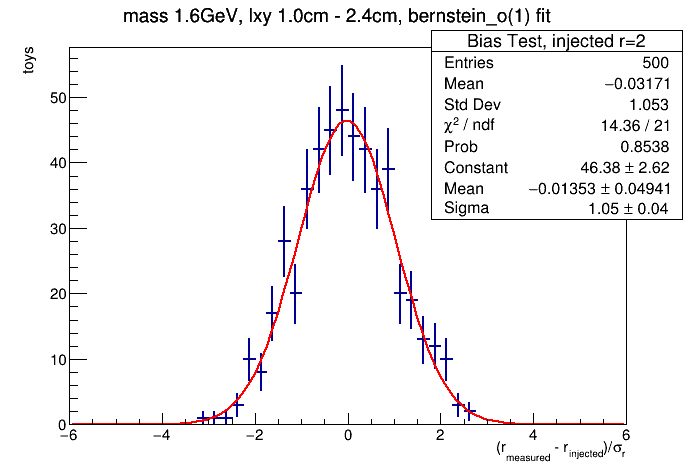 mass 1.6GeV, lxy 1.0cm - 2.4cm, bernstein_o(1) fit
Bias Test, injected r=2
Entries 500
Mean −0.03171
Std Dev 1.053
χ² / ndf 14.36 / 21
Prob 0.8538
Constant 46.38 ± 2.62
Mean −0.01353 ± 0.04941
Sigma 1.05 ± 0.04
toys
50
40
30
20
10
0
−6 −4 −2 0 2 4 6
(r_measured - r_injected)/σ_r